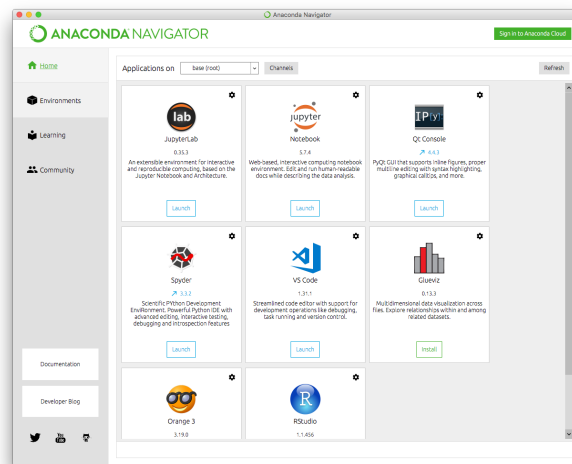 Anaconda Navigator
ANACONDA NAVIGATOR
Sign in to Anaconda Cloud
Home
Environments
Learning
Community
Documentation
Developer Blog
You
Tube
Applications on
base (root)
Channels
Refresh
lab
JupyterLab
0.35.3
An extensible environment for interactive
and reproducible computing, based on the
Jupyter Notebook and Architecture.
Launch
jupyter
Notebook
5.7.4
Web-based, interactive computing notebook
environment. Edit and run human-readable
docs while describing the data analysis.
Launch
IP[y]:
Qt Console
4.4.3
PyQt GUI that supports inline figures, proper
multiline editing with syntax highlighting,
graphical calltips, and more.
Launch
Spyder
3.3.2
Scientific PYthon Development
EnviRonment. Powerful Python IDE with
advanced editing, interactive testing,
debugging and introspection features
Launch
VS Code
1.31.1
Streamlined code editor with support for
development operations like debugging,
task running and version control.
Launch
Glueviz
0.13.3
Multidimensional data visualization across
files. Explore relationships within and among
related datasets.
Install
Orange 3
3.19.0
R
RStudio
1.1.456